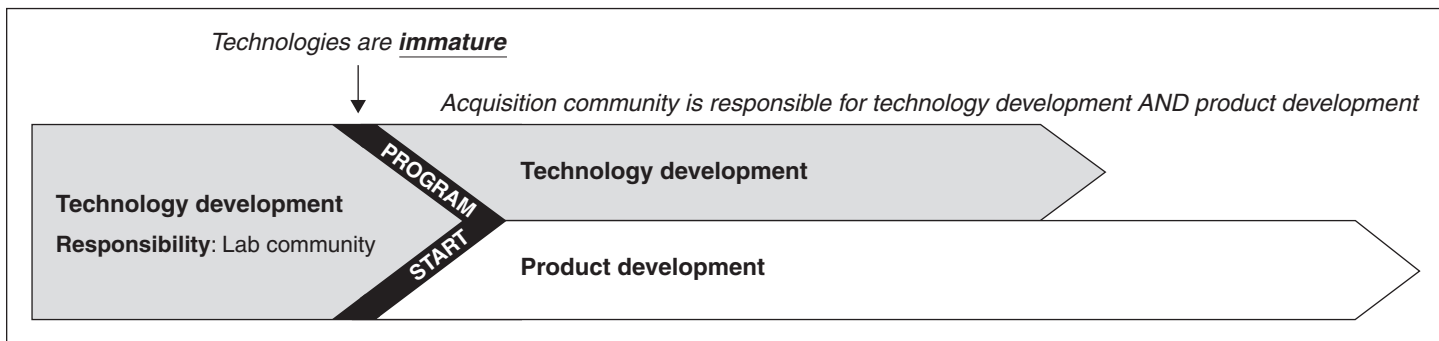 Technologies are immature
Acquisition community is responsible for technology development AND product development
PROGRAM
START
Technology development
Responsibility: Lab community
Technology development
Product development